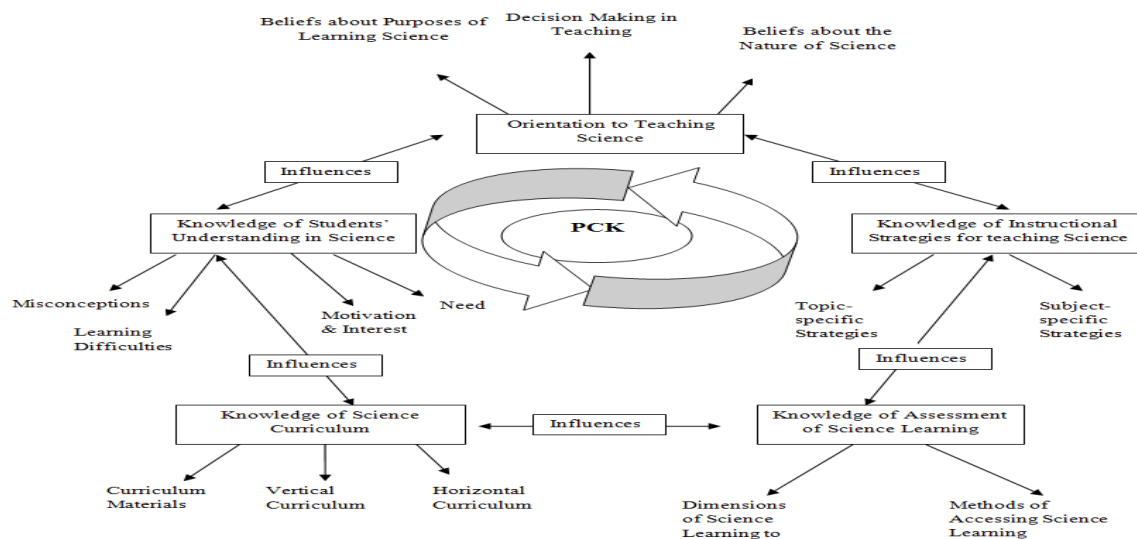 Beliefs about Purposes of
Learning Science
Decision Making in
Teaching
Beliefs about the
Nature of Science
Orientation to Teaching
Science
Influences
Influences
Knowledge of Students'
Understanding in Science
PCK
Knowledge of Instructional
Strategies for teaching Science
Misconceptions
Learning
Difficulties
Motivation
& Interest
Need
Topic-
specific
Strategies
Subject-
specific
Strategies
Influences
Influences
Knowledge of Science
Curriculum
Influences
Knowledge of Assessment
of Science Learning
Curriculum
Materials
Vertical
Curriculum
Horizontal
Curriculum
Dimensions
of Science
Learning to
Methods of
Accessing Science
Learning